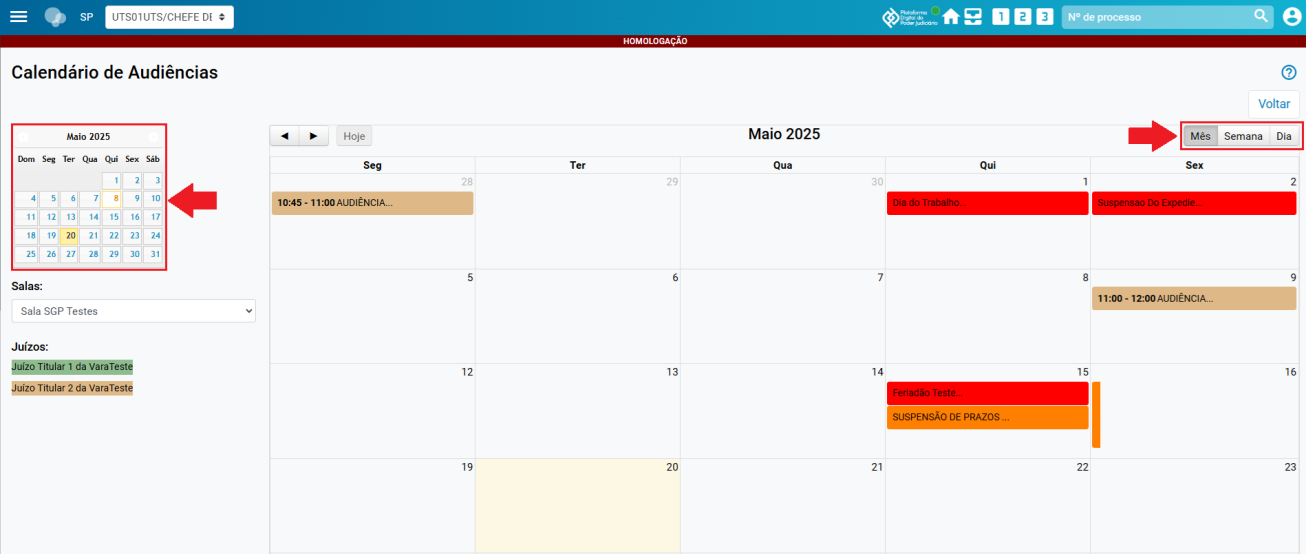 SP UTS01UTS/CHEFE DE
Plataforma
Digital do
Poder Judiciário
1 2 3 Nº de processo
HOMOLOGAÇÃO
Calendário de Audiências
Voltar
Maio 2025
Dom Seg Ter Qua Qui Sex Sáb
1 2 3
4 5 6 7 8 9 10
11 12 13 14 15 16 17
18 19 20 21 22 23 24
25 26 27 28 29 30 31
Salas:
Sala SGP Testes
Juízos:
Juízo Titular 1 da VaraTeste
Juízo Titular 2 da VaraTeste
Hoje
Maio 2025
Mês Semana Dia
Seg Ter Qua Qui Sex
28 29 30 1 2
10:45 - 11:00 AUDIÊNCIA... Dia do Trabalho... Suspensao Do Expedie...
5 6 7 8 9
11:00 - 12:00 AUDIÊNCIA...
12 13 14 15 16
Feriadão Teste...
SUSPENSÃO DE PRAZOS ...
19 20 21 22 23